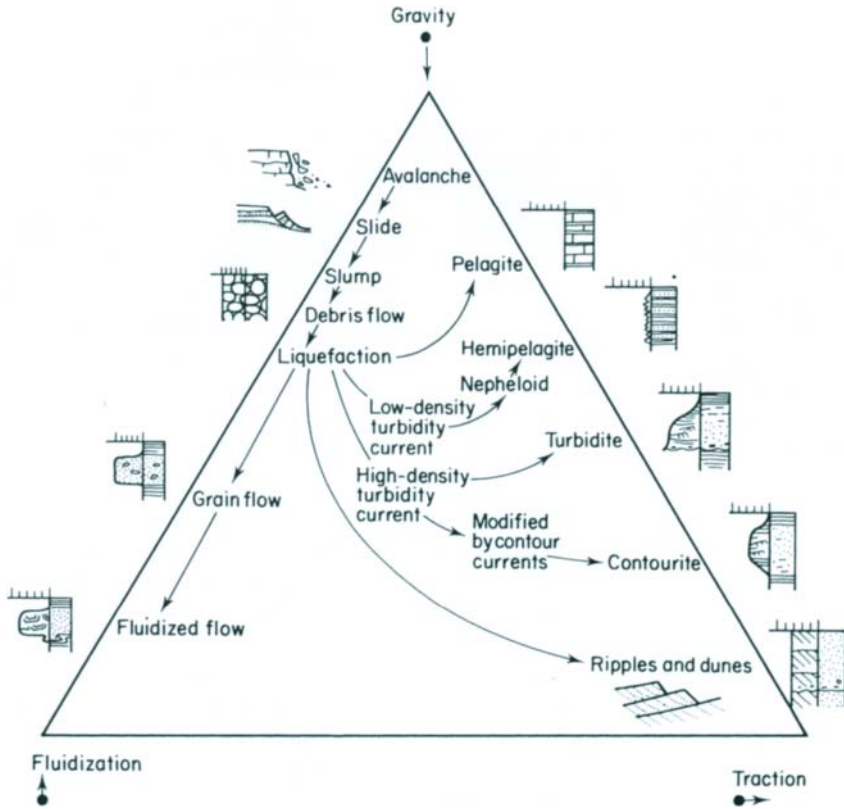 Gravity
Avalanche
Slide
Slump
Pelagite
Debris flow
Liquefaction
Hemipelagite
Nepheloid
Low-density
turbidity
current
Turbidite
High-density
turbidity
current
Grain flow
Modified
by contour
currents
Contourite
Fluidized flow
Ripples and dunes
Fluidization
Traction